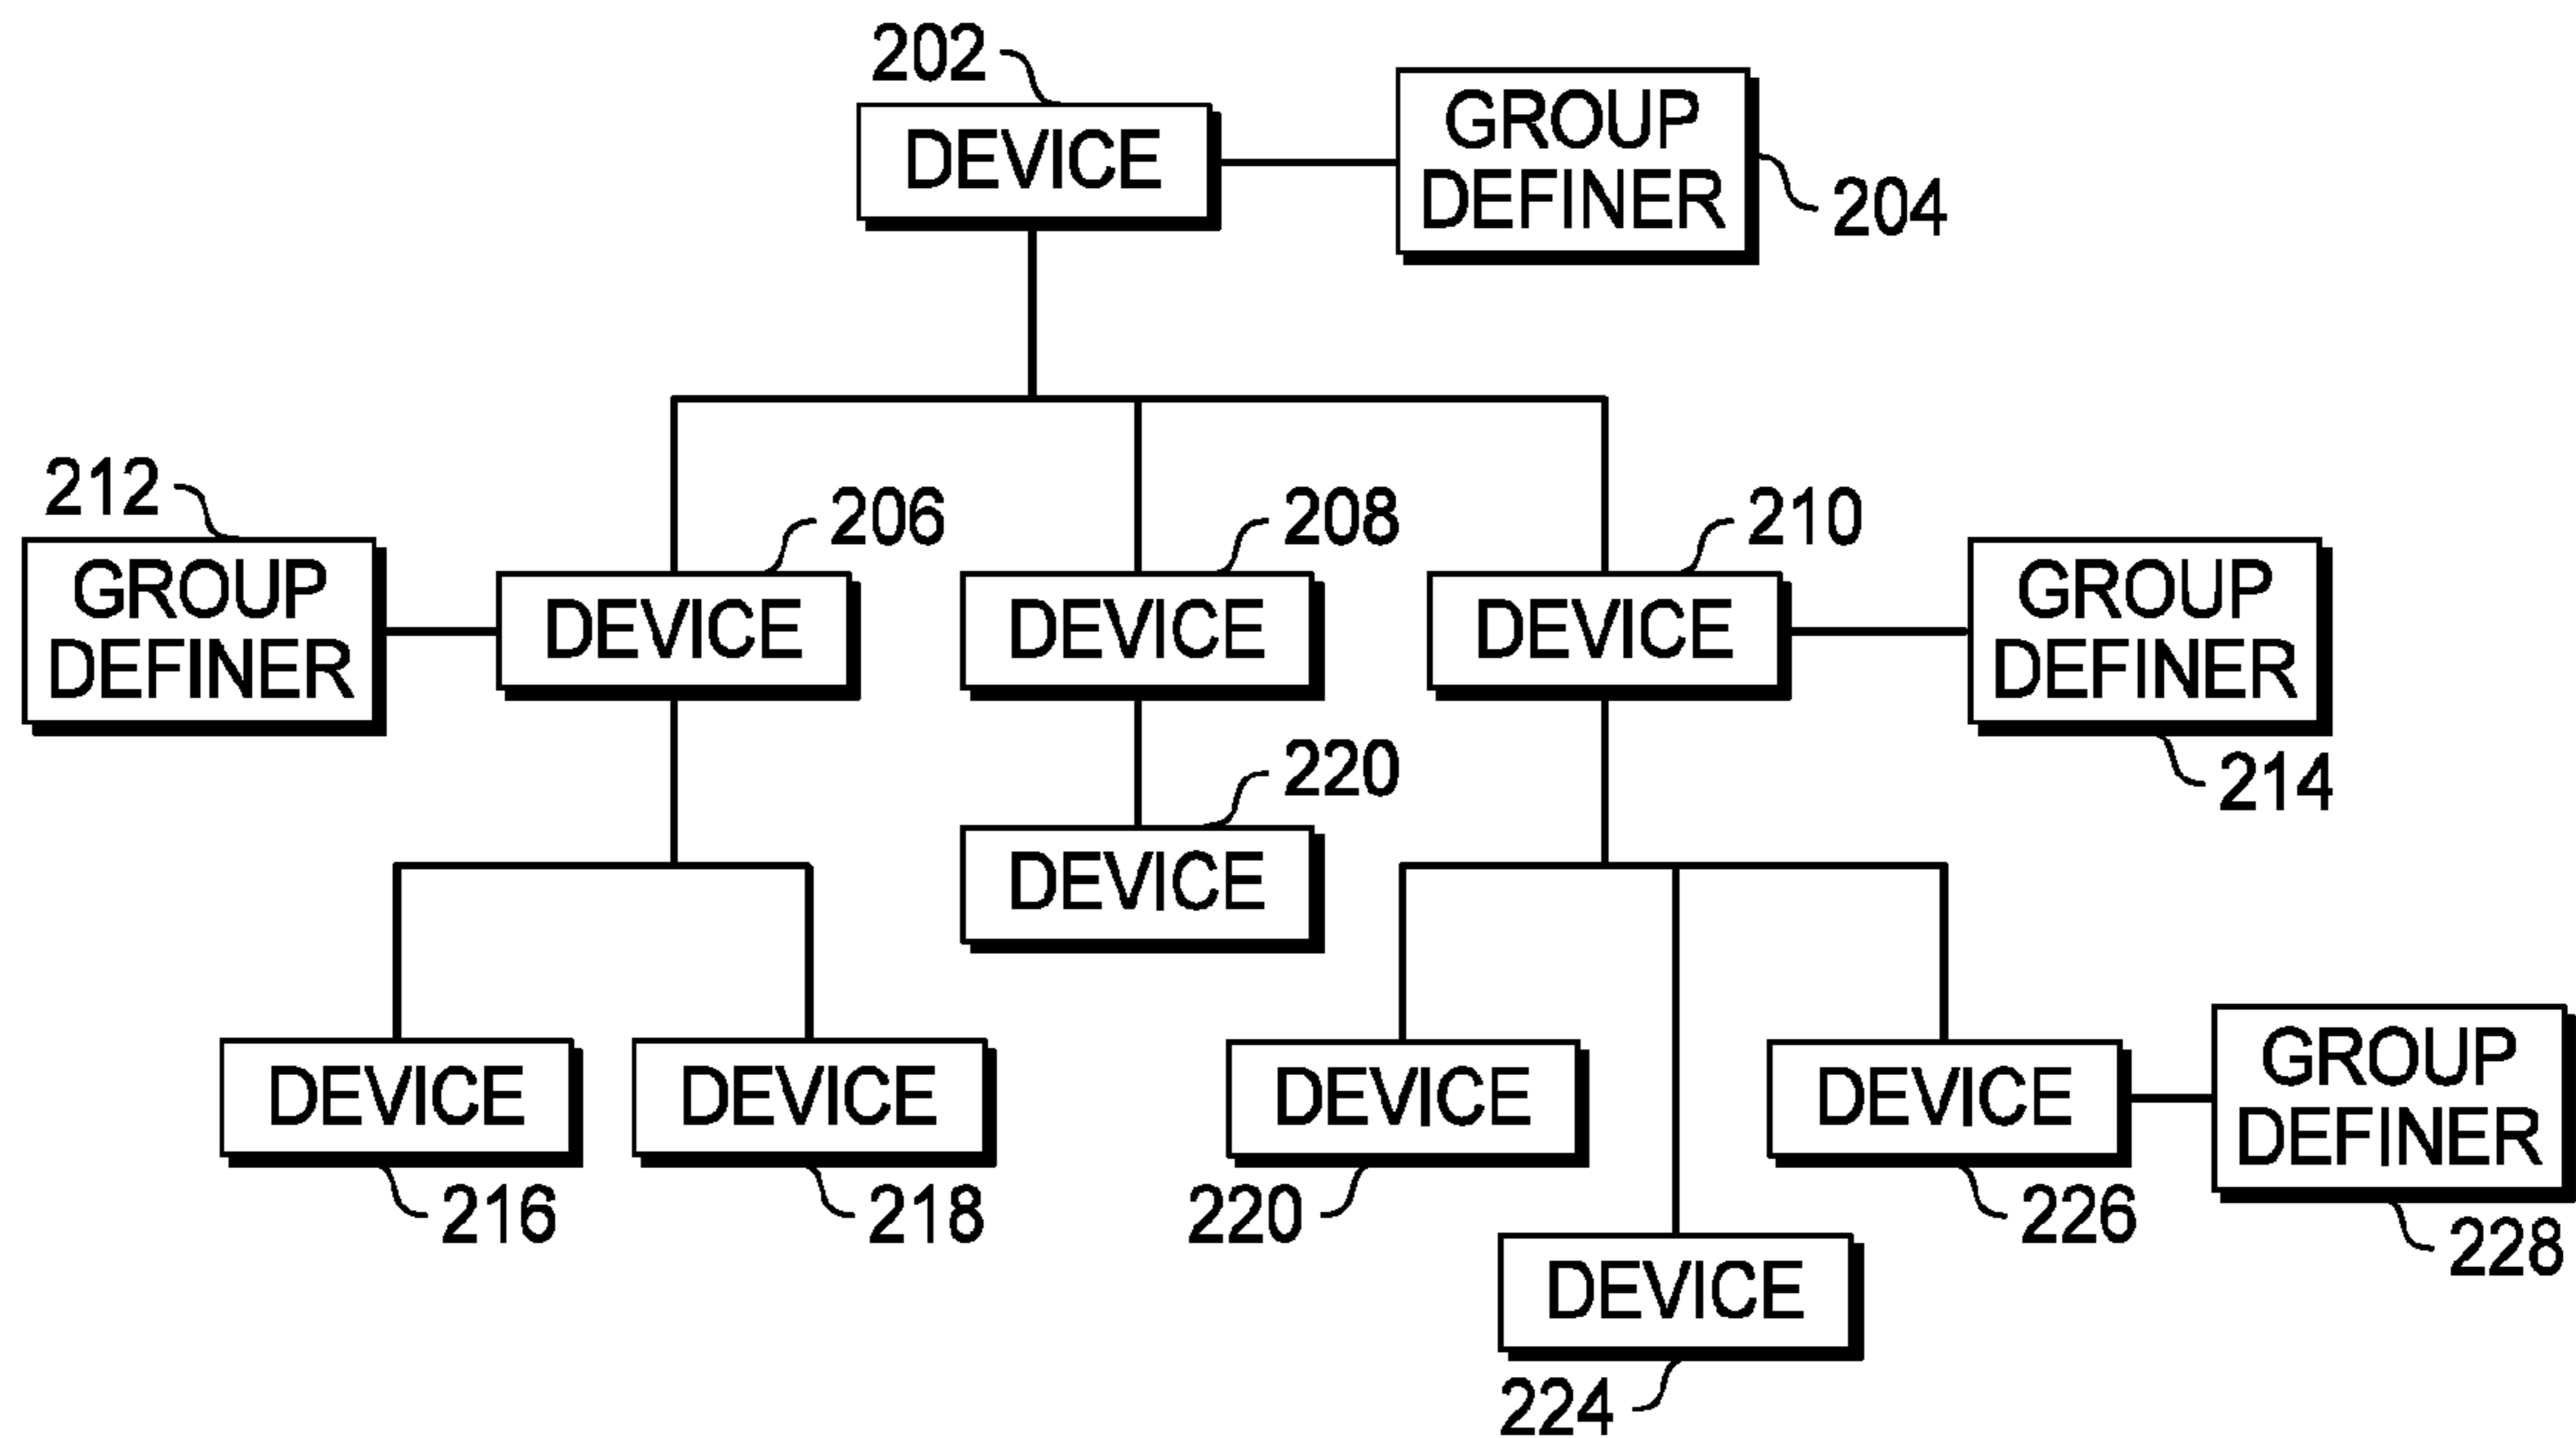 202
DEVICE
GROUP
DEFINER
204
212
GROUP
DEFINER
206
DEVICE
208
DEVICE
210
DEVICE
GROUP
DEFINER
214
220
DEVICE
DEVICE
216
DEVICE
218
DEVICE
220
DEVICE
224
DEVICE
226
GROUP
DEFINER
228